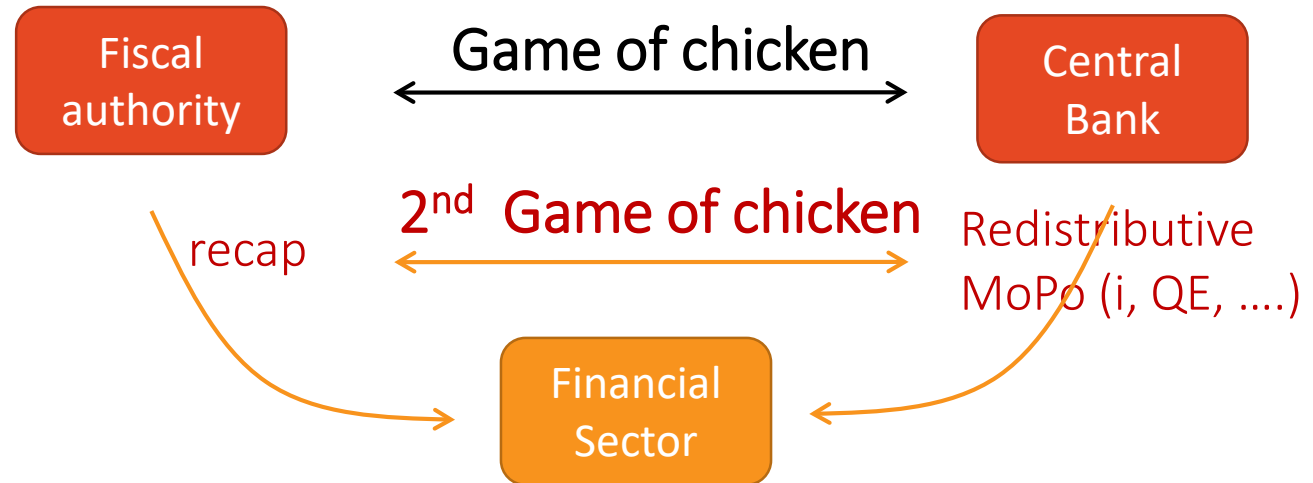 Fiscal
authority
Game of chicken
Central
Bank
recap
2nd Game of chicken
Redistributive
MoPo (i, QE, ....)
Financial
Sector